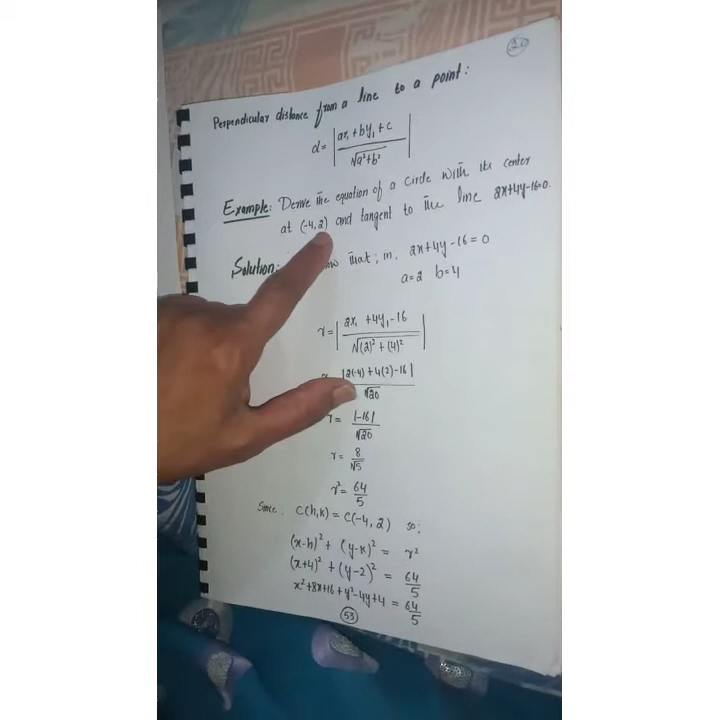 20
Perpendicular distance from a line to a point:
d = | ax₁ + by₁ + c / √a² + b² |
Example: Derive the equation of a circle with its center
at (-4, 2) and tangent to the line 2x+4y-16=0.
Solution: that; in, 2x+4y-16=0
a=2 b=4
r = | 2x₁ + 4y₁ - 16 / √(2)² + (4)² |
|2(-4) + 4(2) - 16| / √20
r = |-16| / √20
r = 8 / √5
r² = 64 / 5
Since: C(h,k) = C(-4, 2) so;
(x-h)² + (y-k)² = r²
(x+4)² + (y-2)² = 64 / 5
x² + 8x + 16 + y² - 4y + 4 = 64 / 5
53